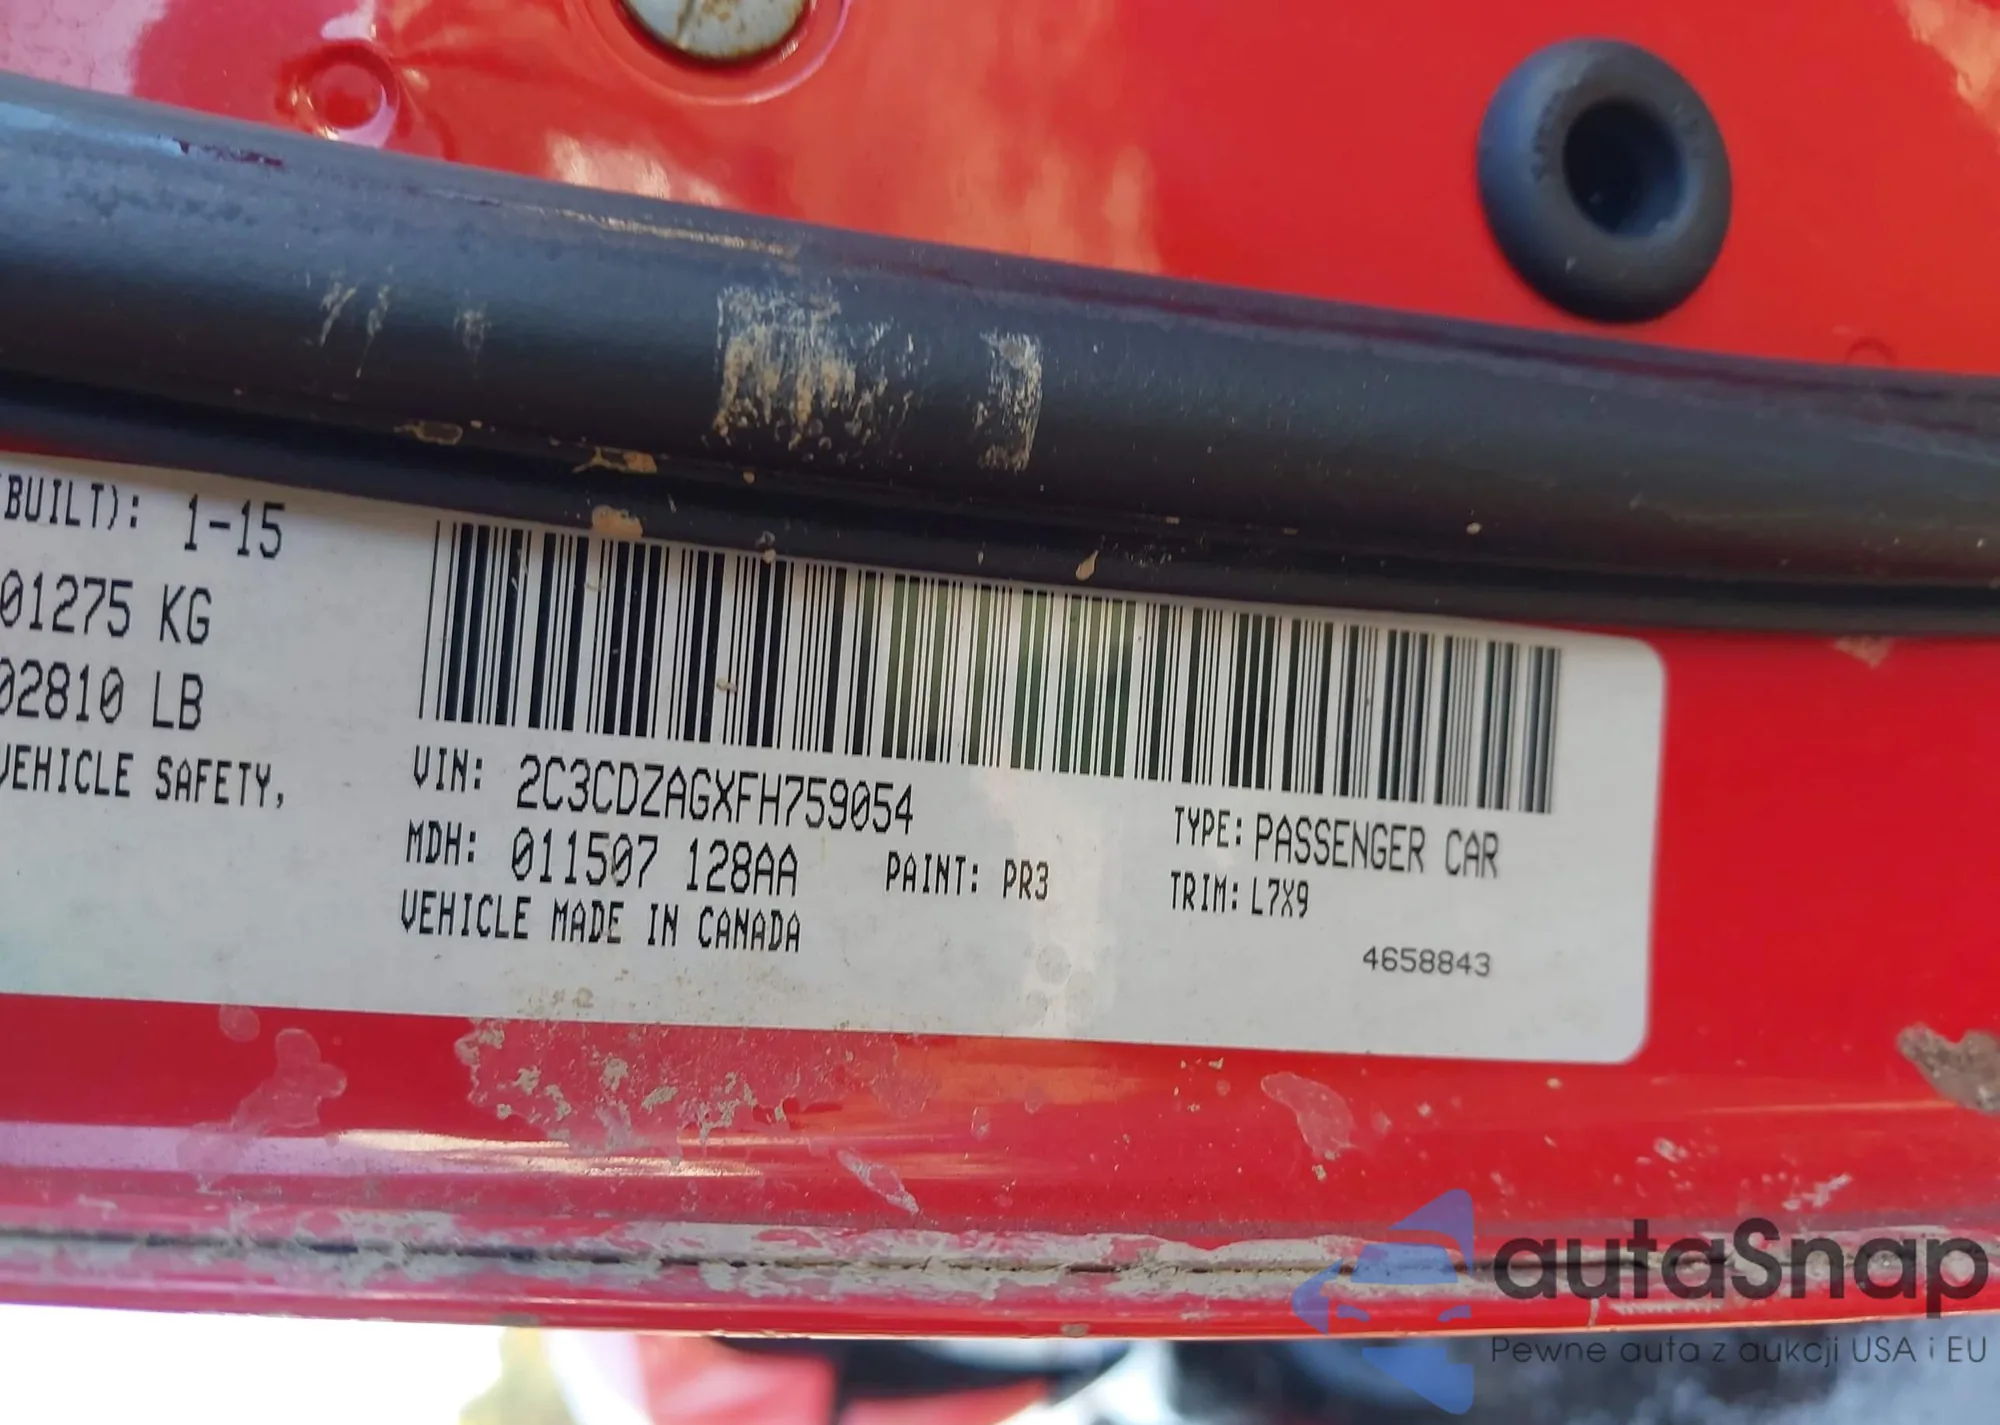 (BUILT): 1-15
01275 KG
02810 LB
VEHICLE SAFETY,
VIN: 2C3CDZAGXFH759054
TYPE: PASSENGER CAR
MDH: 011507 128AA
PAINT: PR3
TRIM: L7X9
VEHICLE MADE IN CANADA
4658843
autaSnap
Pewne auta z aukcji USA i EU